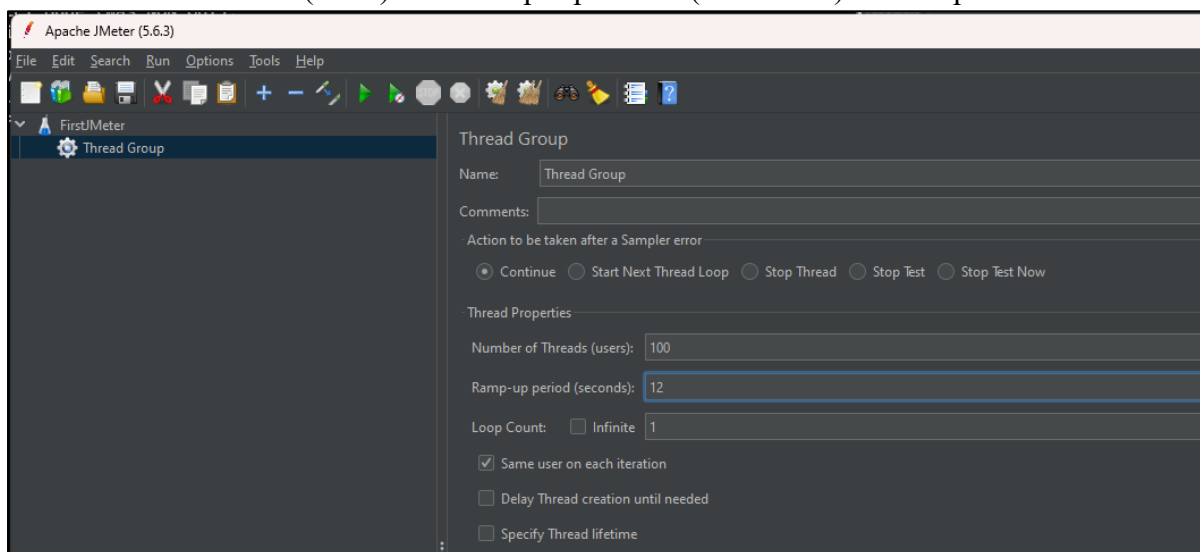 Apache JMeter (5.6.3)
File Edit Search Run Options Tools Help
FirstJMeter
Thread Group
Thread Group
Name: Thread Group
Comments:
Action to be taken after a Sampler error
Continue Start Next Thread Loop Stop Thread Stop Test Stop Test Now
Thread Properties
Number of Threads (users): 100
Ramp-up period (seconds): 12
Loop Count: Infinite 1
Same user on each iteration
Delay Thread creation until needed
Specify Thread lifetime